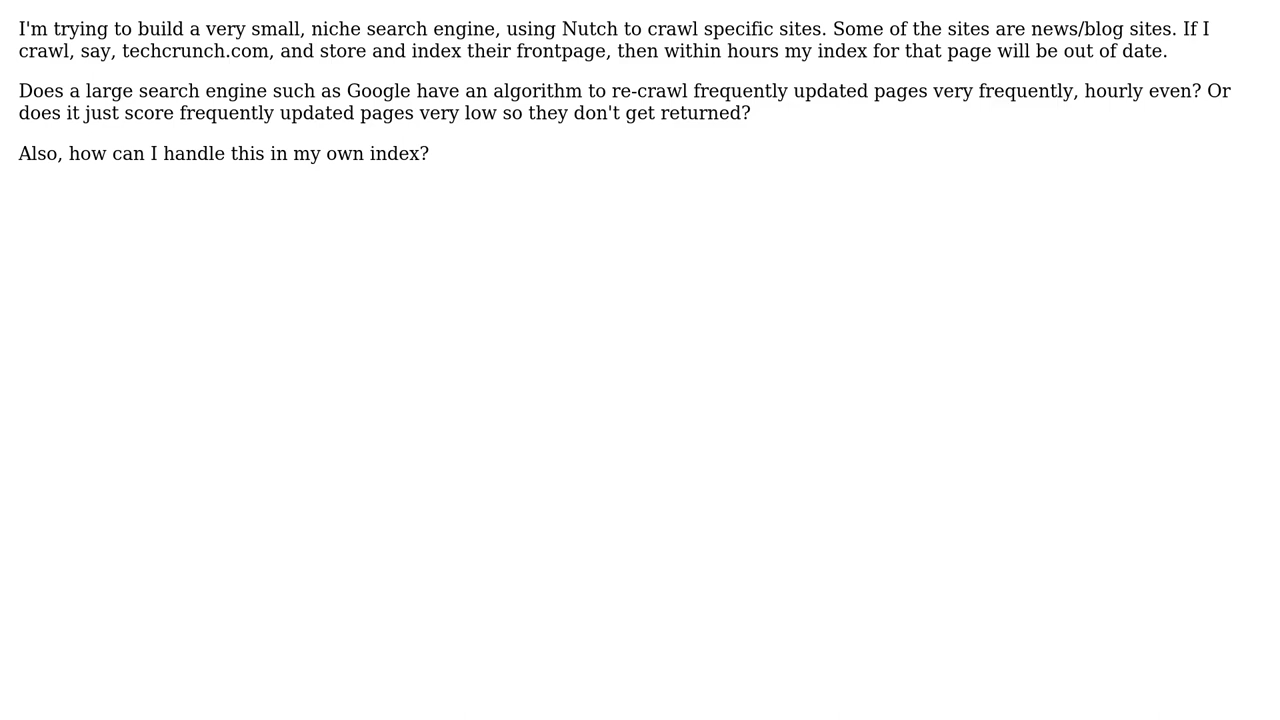 I'm trying to build a very small, niche search engine, using Nutch to crawl specific sites. Some of the sites are news/blog sites. If I
crawl, say, techcrunch.com, and store and index their frontpage, then within hours my index for that page will be out of date.
Does a large search engine such as Google have an algorithm to re-crawl frequently updated pages very frequently, hourly even? Or
does it just score frequently updated pages very low so they don't get returned?
Also, how can I handle this in my own index?